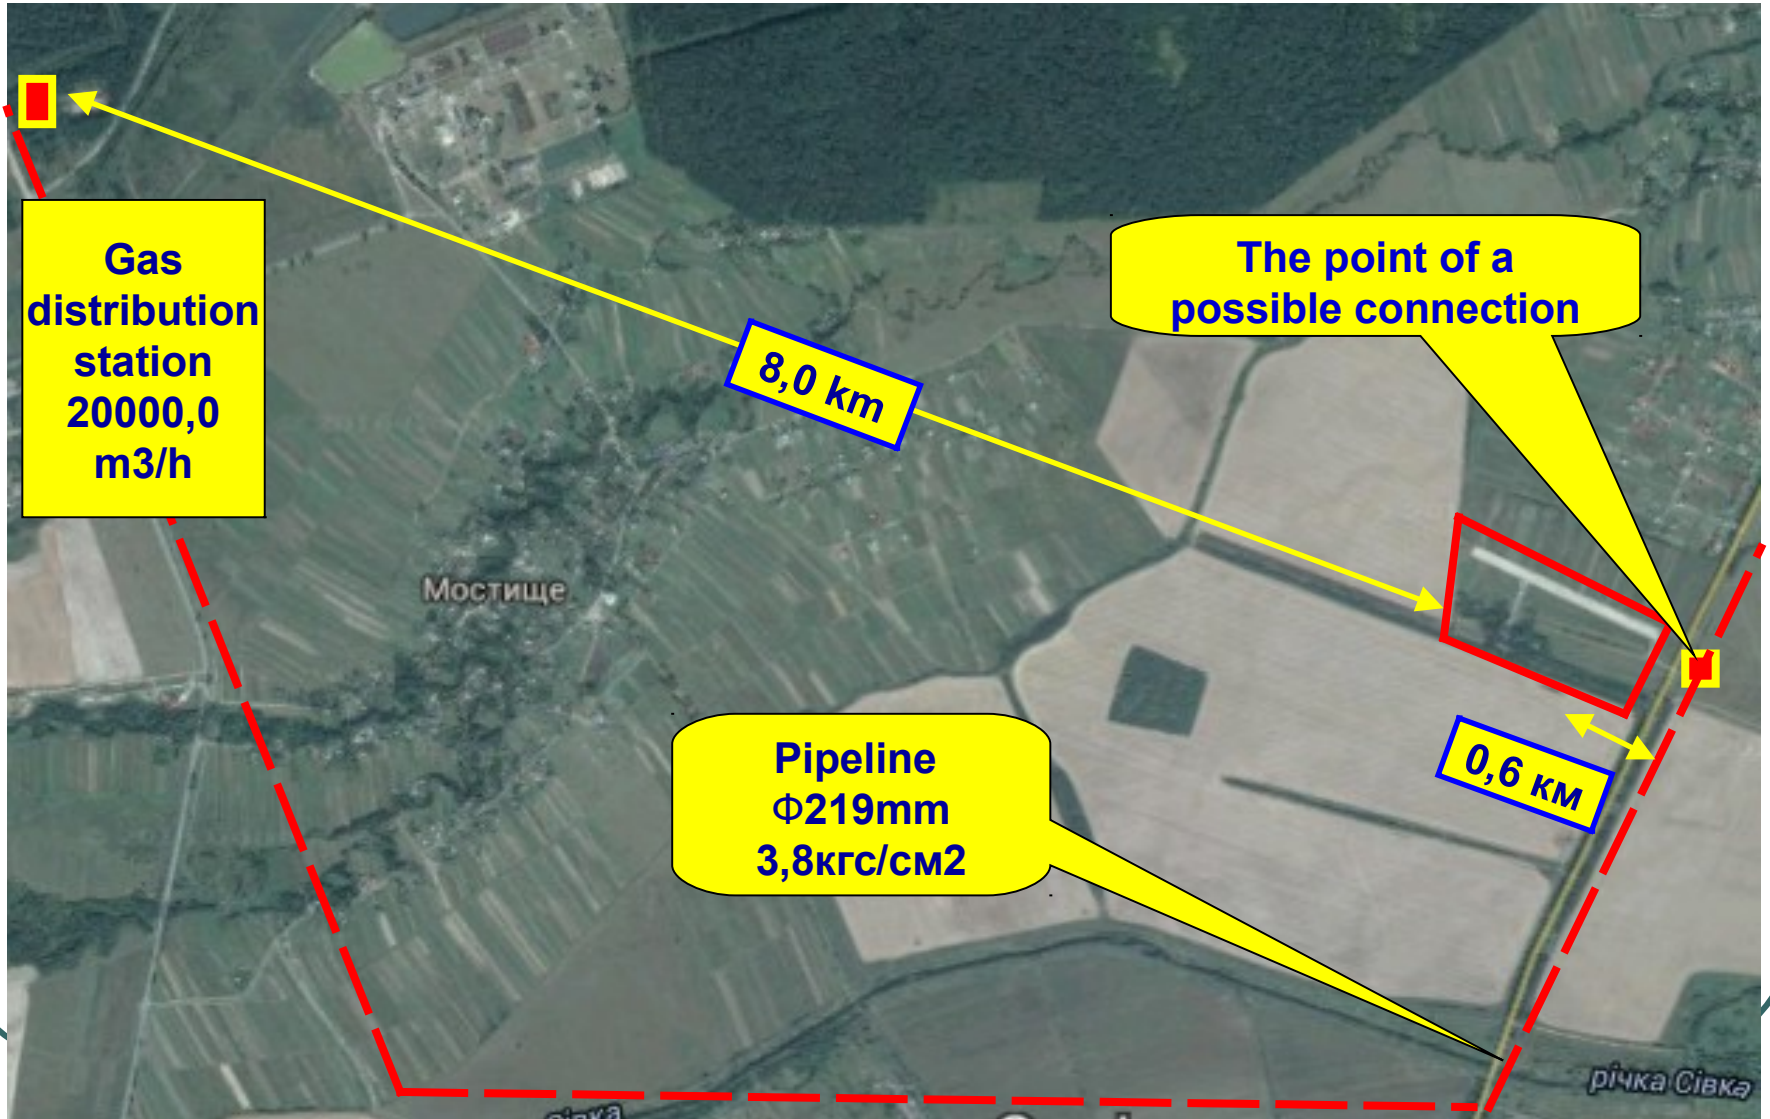 Gas
distribution
station
20000,0
m3/h
The point of a
possible connection
8,0 km
Мостище
Pipeline
Ф219mm
3,8кгс/см2
0,6 км
річка Сівка